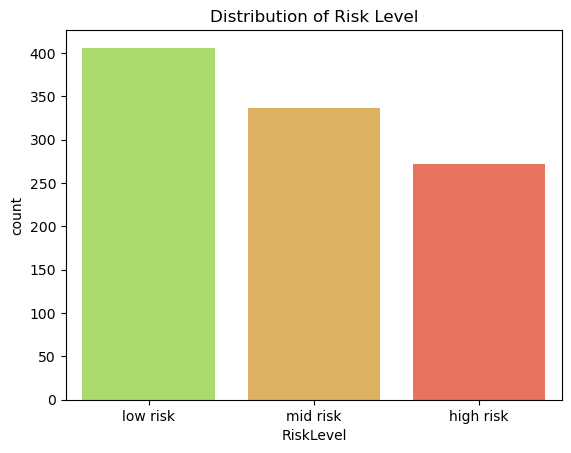 Distribution of Risk Level
count
400
350
300
250
200
150
100
50
0
low risk
mid risk
high risk
RiskLevel